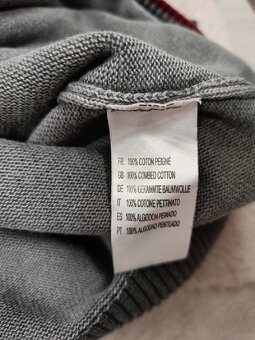 FR 100% COTON PEIGNÉ
GB 100% COMBED COTTON
DE 100% GEKÄMMTE BAUMWOLLE
IT 100% COTONE PETTINATO
ES 100% ALGODON PEINADO
PT 100% ALGODÃO PENTEADO